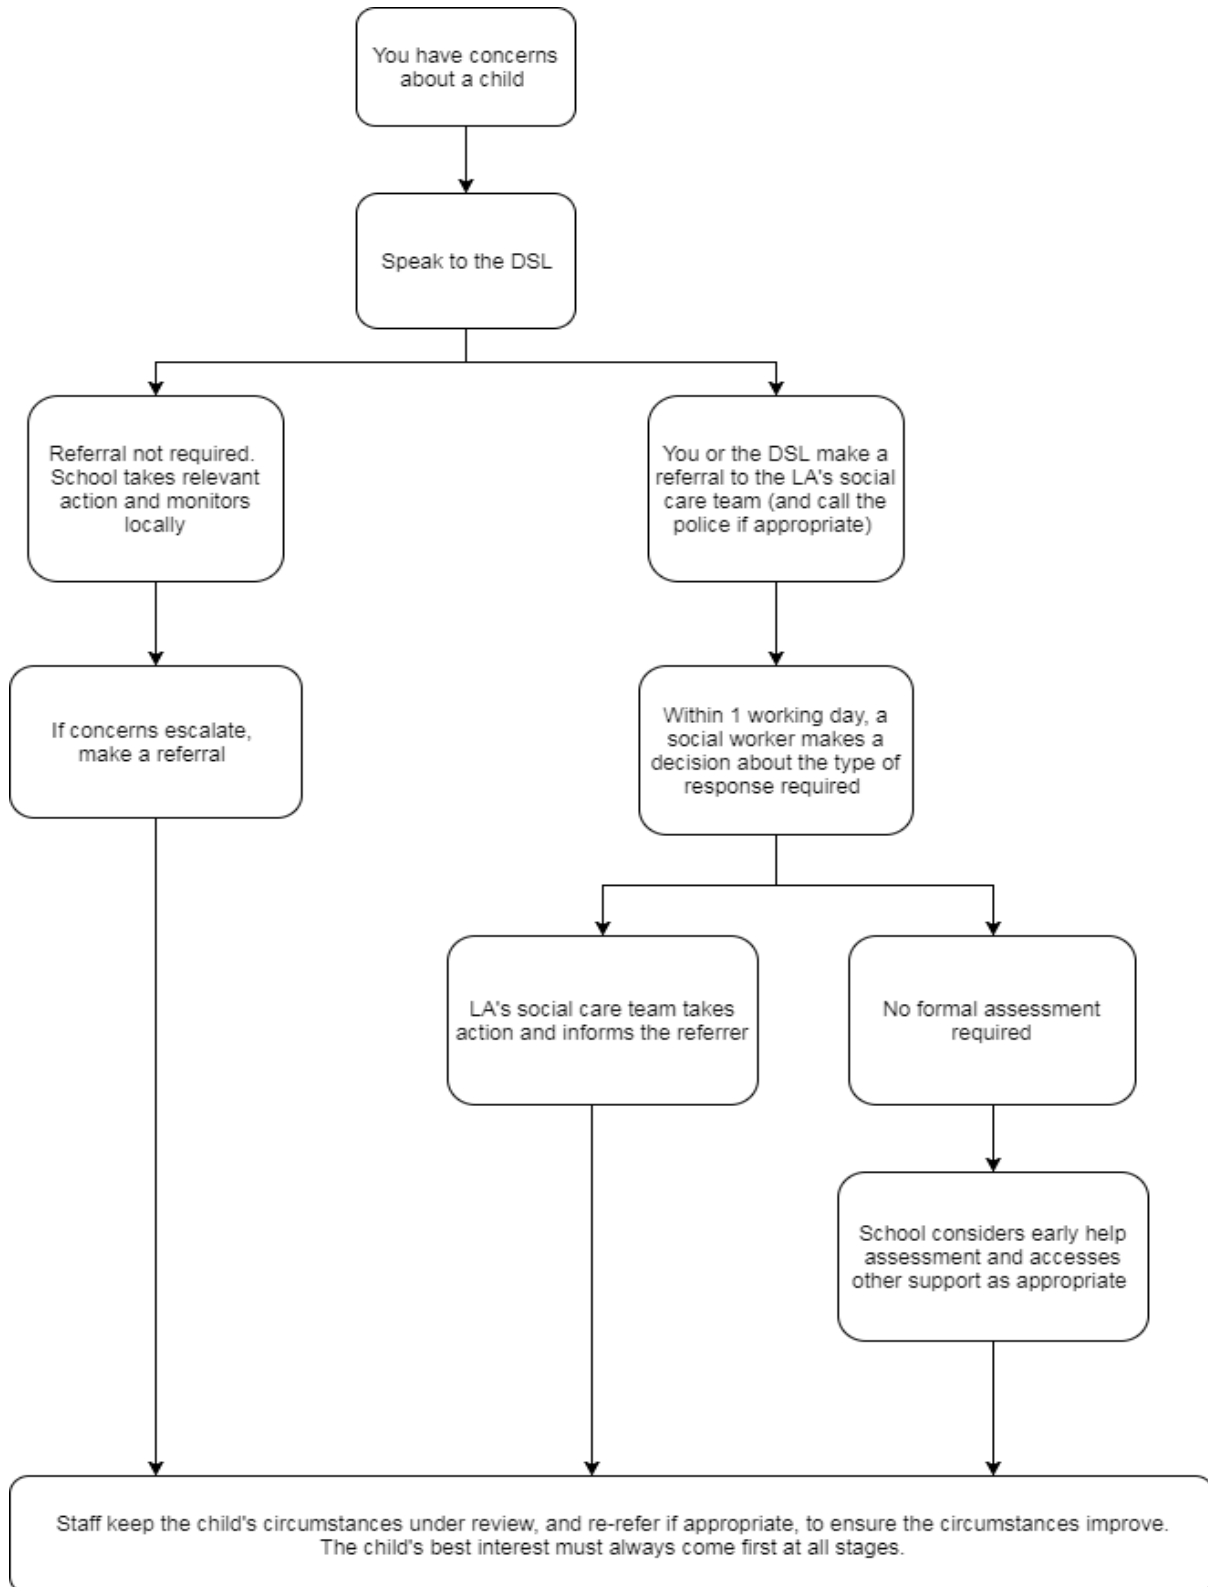 You have concerns
about a child
Speak to the DSL
Referral not required.
School takes relevant
action and monitors
locally
You or the DSL make a
referral to the LA's social
care team (and call the
police if appropriate)
If concerns escalate,
make a referral
Within 1 working day, a
social worker makes a
decision about the type of
response required
LA's social care team takes
action and informs the referrer
No formal assessment
required
School considers early help
assessment and accesses
other support as appropriate
Staff keep the child's circumstances under review, and re-refer if appropriate, to ensure the circumstances improve.
The child's best interest must always come first at all stages.